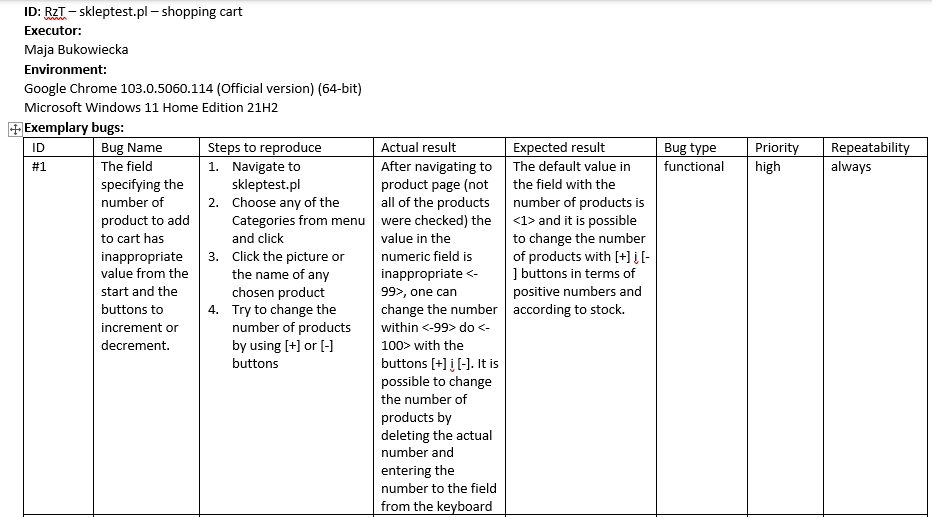 ID: RzT – skleptest.pl – shopping cart
Executor:
Maja Bukowiecka
Environment:
Google Chrome 103.0.5060.114 (Official version) (64-bit)
Microsoft Windows 11 Home Edition 21H2
Exemplary bugs:
ID
Bug Name
Steps to reproduce
Actual result
Expected result
Bug type
Priority
Repeatability
#1
The field
specifying the
number of
product to add
to cart has
inappropriate
value from the
start and the
buttons to
increment or
decrement.
1. Navigate to
skleptest.pl
2. Choose any of the
Categories from menu
and click
3. Click the picture or
the name of any
chosen product
4. Try to change the
number of products
by using [+] or [-]
buttons
After navigating to
product page (not
all of the products
were checked) the
value in the
numeric field is
inappropriate <-
99>, one can
change the number
within <-99> do <-
100> with the
buttons [+] i [-]. It is
possible to change
the number of
products by
deleting the actual
number and
entering the
number to the field
from the keyboard
The default value in
the field with the
number of products is
<1> and it is possible
to change the number
of products with [+] i [-
] buttons in terms of
positive numbers and
according to stock.
functional
high
always